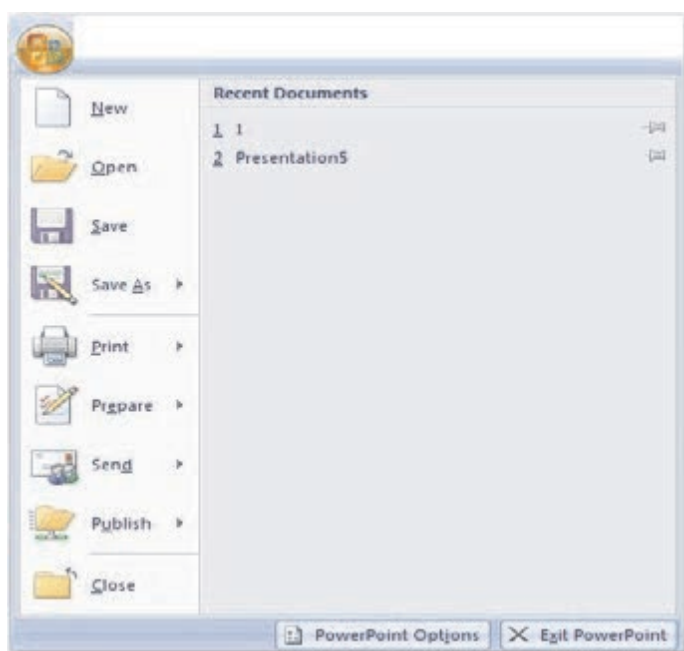 New
Open
Save
Save As
Print
Prepare
Send
Publish
Close
Recent Documents
1 1
2 Presentation5
PowerPoint Options
Exit PowerPoint